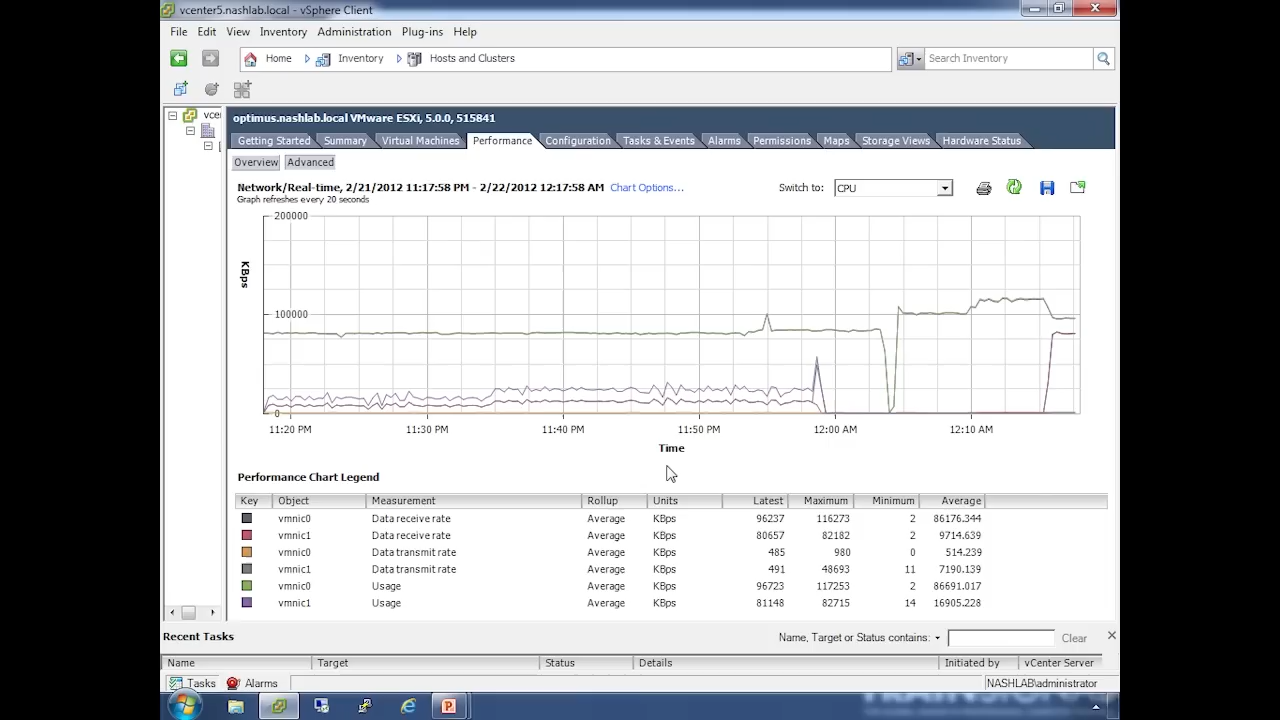 vcenter5.nashlab.local - vSphere Client
File Edit View Inventory Administration Plug-ins Help
Home Inventory Hosts and Clusters Search Inventory
vce
optimus.nashlab.local VMware ESXi, 5.0.0, 515841
Getting Started Summary Virtual Machines Performance Configuration Tasks & Events Alarms Permissions Maps Storage Views Hardware Status
Overview Advanced
Network/Real-time, 2/21/2012 11:17:58 PM - 2/22/2012 12:17:58 AM Chart Options... Switch to: CPU
Graph refreshes every 20 seconds
200000
KBps
100000
0
11:20 PM 11:30 PM 11:40 PM 11:50 PM 12:00 AM 12:10 AM
Time
Performance Chart Legend
Key Object Measurement Rollup Units Latest Maximum Minimum Average
vmnic0 Data receive rate Average KBps 96237 116273 2 86176.344
vmnic1 Data receive rate Average KBps 80657 82182 2 9714.639
vmnic0 Data transmit rate Average KBps 485 980 0 514.239
vmnic1 Data transmit rate Average KBps 491 48693 11 7190.139
vmnic0 Usage Average KBps 96723 117253 2 86691.017
vmnic1 Usage Average KBps 81148 82715 14 16905.228
Recent Tasks Name, Target or Status contains: Clear
Name Target Status Details Initiated by vCenter Server
Tasks Alarms NASHLAB\administrator